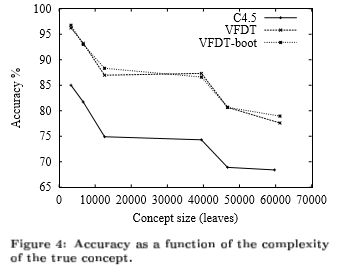 100
95
90
85
80
75
70
65
Accuracy %
C4.5
VFDT
VFDT-boot
0 10000 20000 30000 40000 50000 60000 70000
Concept size (leaves)
Figure 4: Accuracy as a function of the complexity
of the true concept.